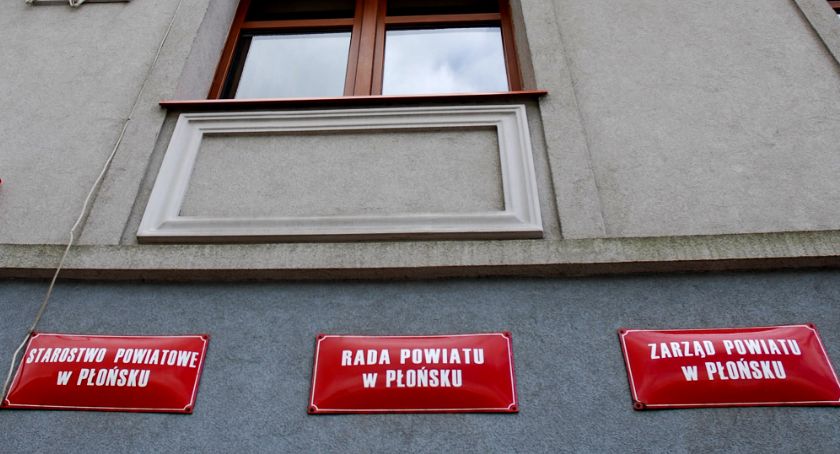 STAROSTWO POWIATOWE
W PŁOŃSKU
RADA POWIATU
W PŁOŃSKU
ZARZĄD POWIATU
W PŁOŃSKU